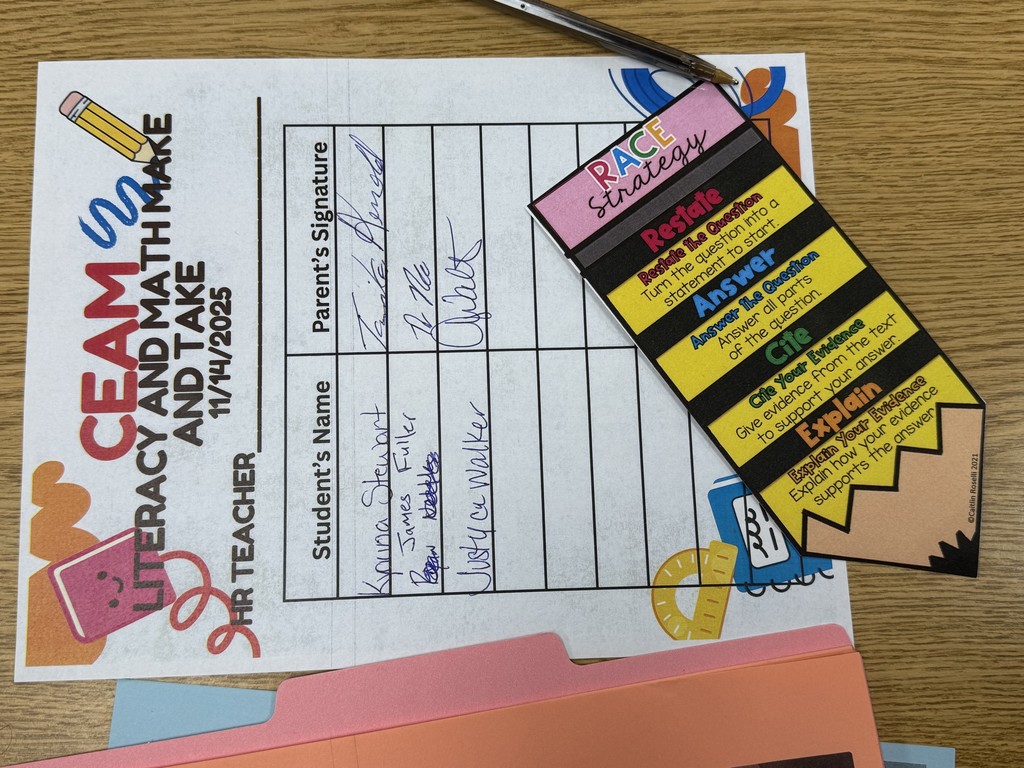 CEAM
LITERACY AND MATH MAKE
AND TAKE
11/14/2025
HR TEACHER
Student's Name Parent's Signature
Stewart
James Fuller
Walker
RACE
Strategy
Restate
Restate the Question
Turn the question into a
statement to start.
Answer
Answer the Question
Answer all parts
of the question.
Cite
Cite Your Evidence
Give evidence from the text
to support your answer.
Explain
Explain Your Evidence
Explain how your evidence
supports the answer
©Caitlin Roselli 2021